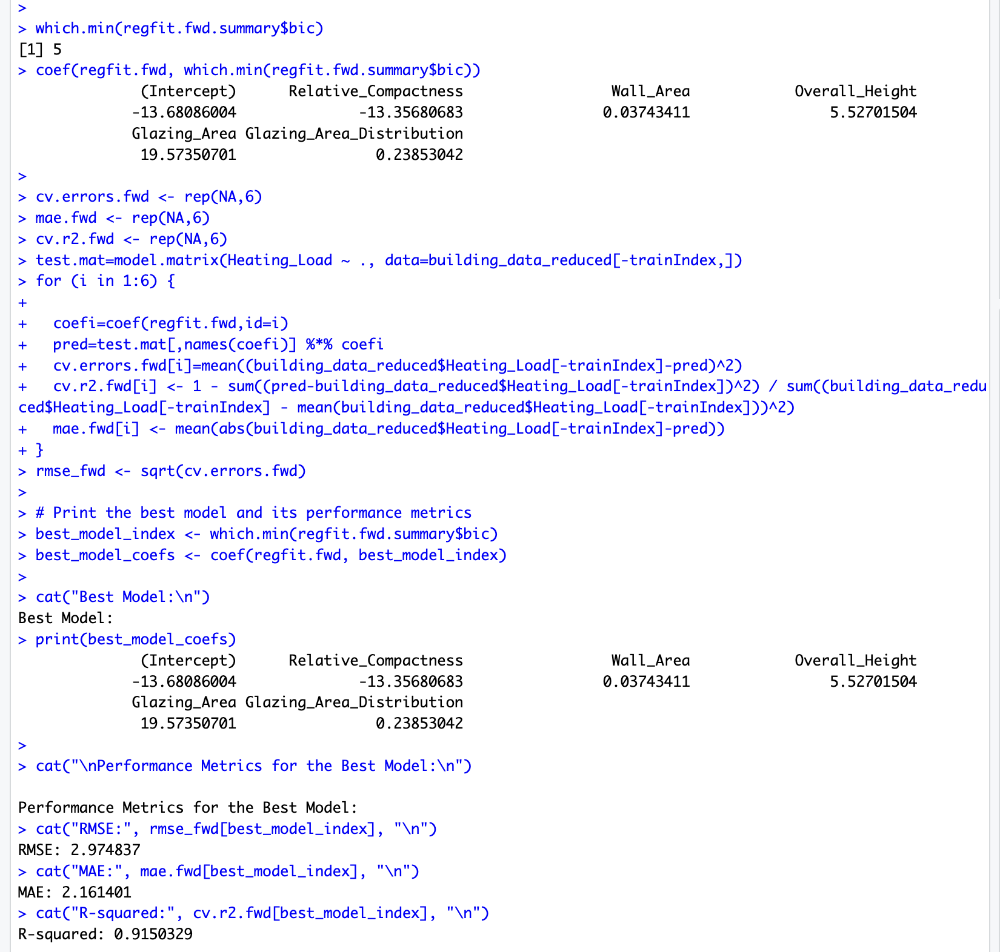 >
> which.min(regfit.fwd.summary$bic)
[1] 5
> coef(regfit.fwd, which.min(regfit.fwd.summary$bic))
              (Intercept)      Relative_Compactness                 Wall_Area            Overall_Height
             -13.68086004              -13.35680683                0.03743411                5.52701504
             Glazing_Area Glazing_Area_Distribution
              19.57350701                0.23853042
>
> cv.errors.fwd <- rep(NA,6)
> mae.fwd <- rep(NA,6)
> cv.r2.fwd <- rep(NA,6)
> test.mat=model.matrix(Heating_Load ~ ., data=building_data_reduced[-trainIndex,])
> for (i in 1:6) {
+
+   coefi=coef(regfit.fwd,id=i)
+   pred=test.mat[,names(coefi)] %*% coefi
+   cv.errors.fwd[i]=mean((building_data_reduced$Heating_Load[-trainIndex]-pred)^2)
+   cv.r2.fwd[i] <- 1 - sum((pred-building_data_reduced$Heating_Load[-trainIndex])^2) / sum((building_data_redu
ced$Heating_Load[-trainIndex] - mean(building_data_reduced$Heating_Load[-trainIndex]))^2)
+   mae.fwd[i] <- mean(abs(building_data_reduced$Heating_Load[-trainIndex]-pred))
+ }
> rmse_fwd <- sqrt(cv.errors.fwd)
>
> # Print the best model and its performance metrics
> best_model_index <- which.min(regfit.fwd.summary$bic)
> best_model_coefs <- coef(regfit.fwd, best_model_index)
>
> cat("Best Model:\n")
Best Model:
> print(best_model_coefs)
              (Intercept)      Relative_Compactness                 Wall_Area            Overall_Height
             -13.68086004              -13.35680683                0.03743411                5.52701504
             Glazing_Area Glazing_Area_Distribution
              19.57350701                0.23853042
>
> cat("\nPerformance Metrics for the Best Model:\n")

Performance Metrics for the Best Model:
> cat("RMSE:", rmse_fwd[best_model_index], "\n")
RMSE: 2.974837
> cat("MAE:", mae.fwd[best_model_index], "\n")
MAE: 2.161401
> cat("R-squared:", cv.r2.fwd[best_model_index], "\n")
R-squared: 0.9150329